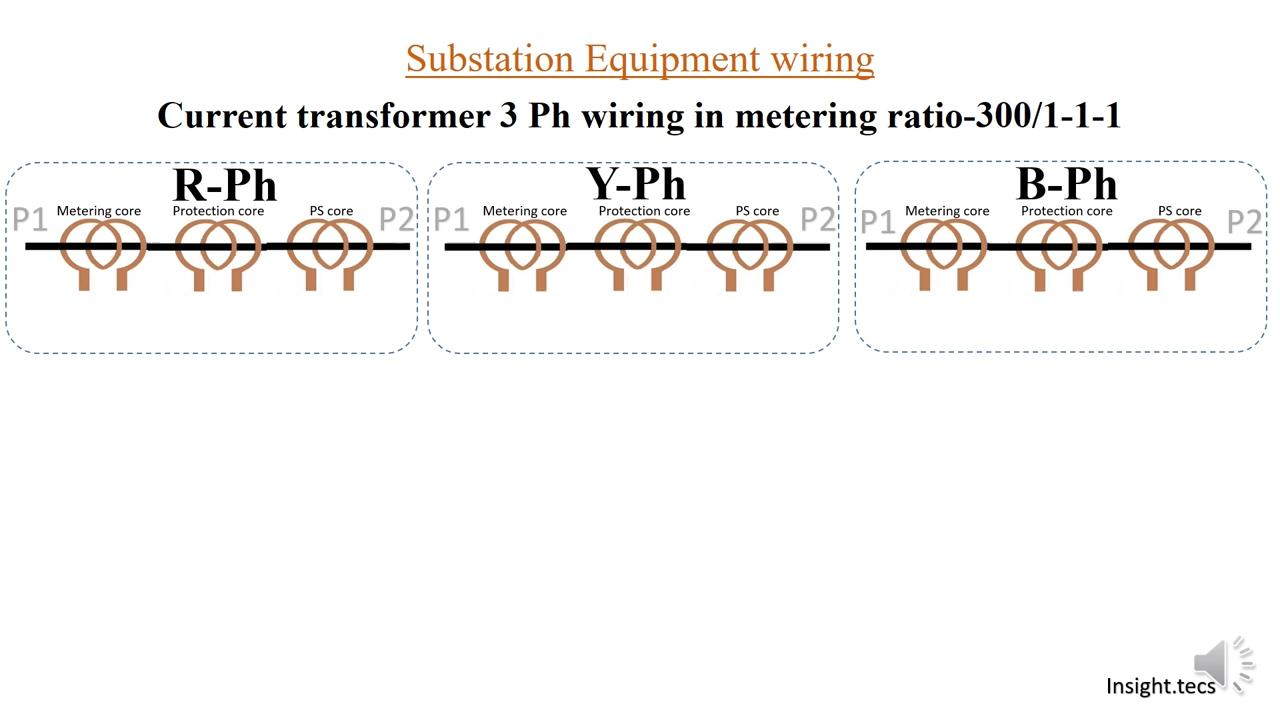 Substation Equipment wiring
Current transformer 3 Ph wiring in metering ratio-300/1-1-1
R-Ph
P1 Metering core Protection core PS core P2
Y-Ph
P1 Metering core Protection core PS core P2
B-Ph
P1 Metering core Protection core PS core P2
Insight.tecs